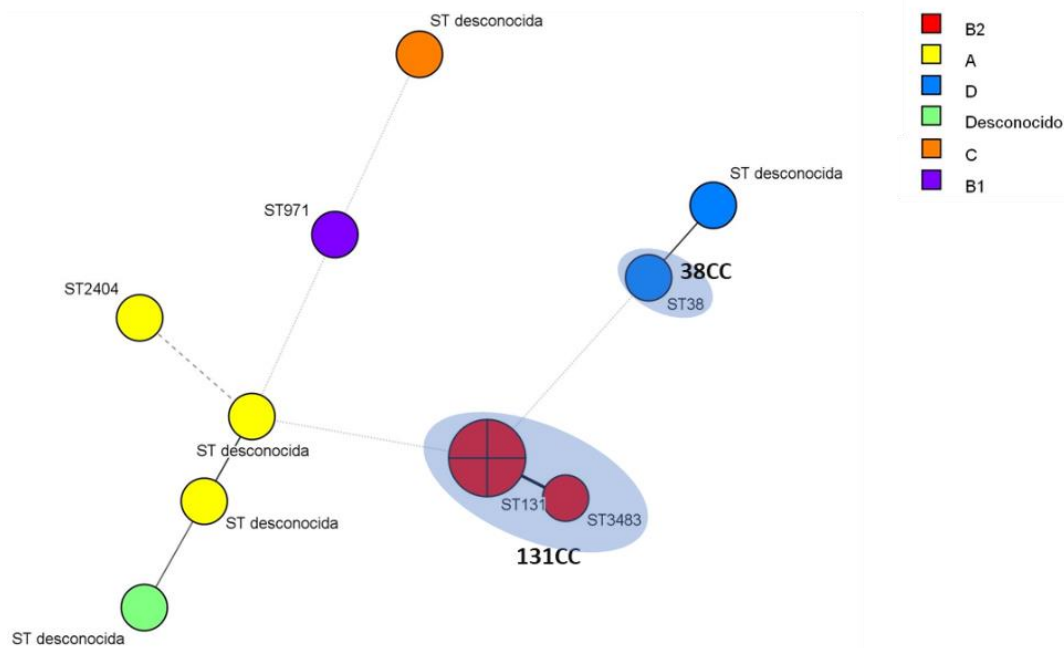 ST desconocida
B2
A
D
Desconocido
C
B1
ST desconocida
ST971
38CC
ST38
ST2404
ST desconocida
ST131
ST3483
ST desconocida
131CC
ST desconocida